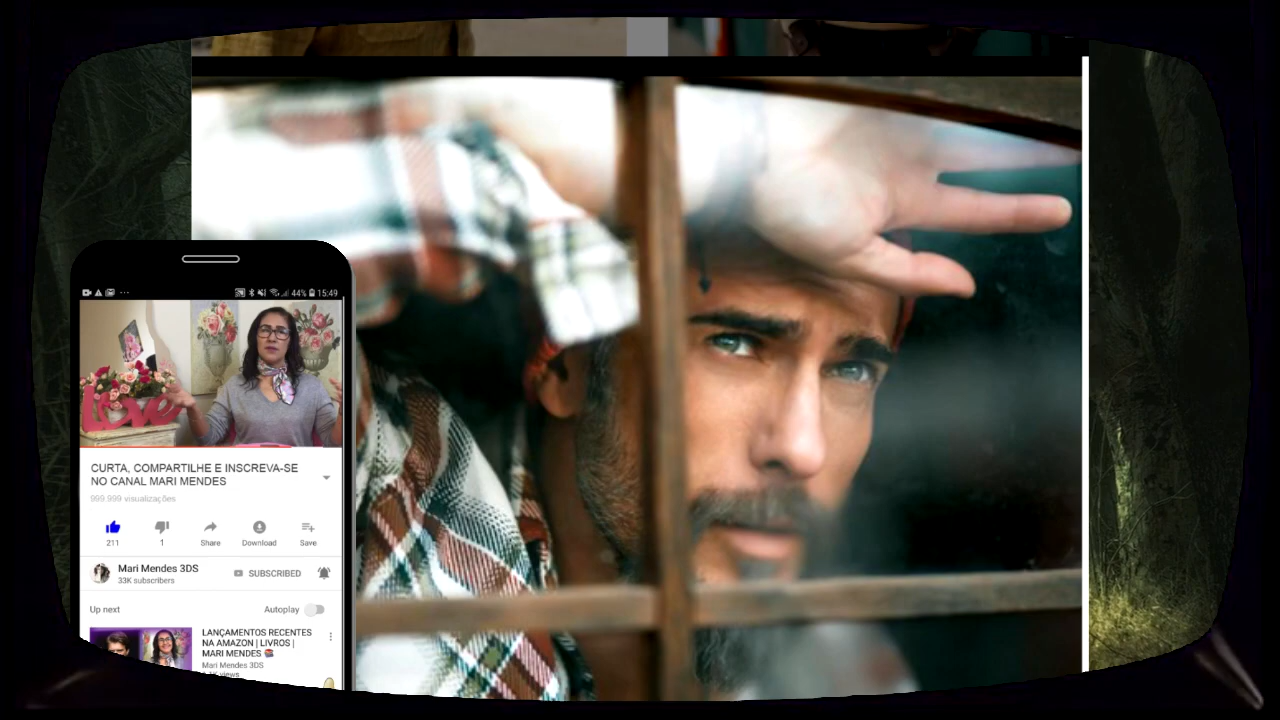 44% 15:49
love
CURTA, COMPARTILHE E INSCREVA-SE
NO CANAL MARI MENDES
999.999 visualizações
211 1 Share Download Save
Mari Mendes 3DS
33K subscribers
SUBSCRIBED
Up next Autoplay
LANÇAMENTOS RECENTES
NA AMAZON | LIVROS |
MARI MENDES
Mari Mendes 3DS
views